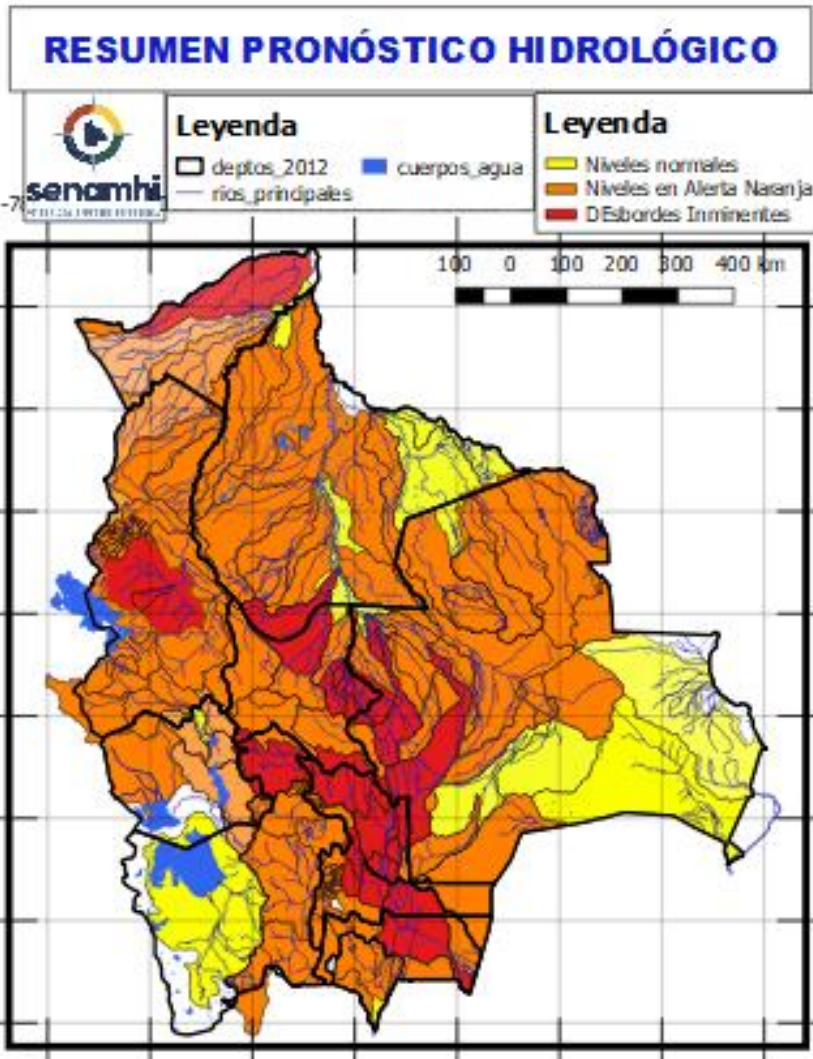 RESUMEN PRONÓSTICO HIDROLÓGICO
senamhi
Leyenda
deptos_2012
cuerpos_agua
rios_principales
Leyenda
Niveles normales
Niveles en Alerta Naranja
DEsbordes Inminentes
100 0 100 200 300 400 km